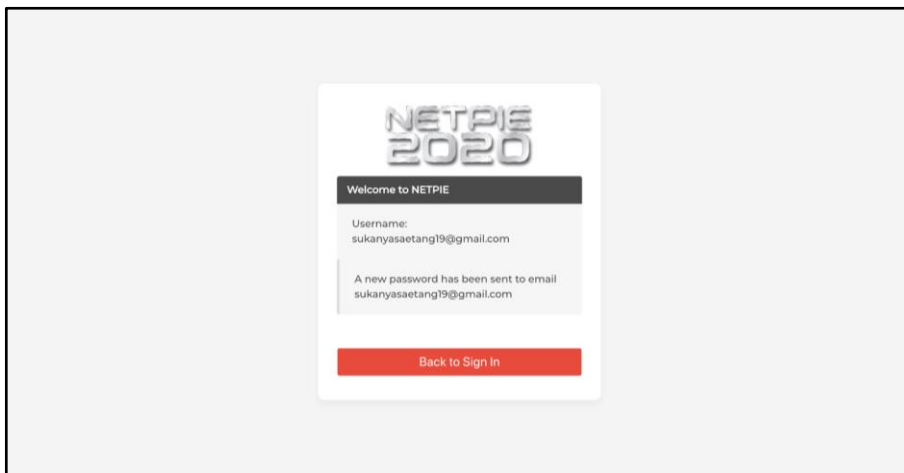 NETPIE
2020
Welcome to NETPIE
Username:
sukanyasaetang19@gmail.com
A new password has been sent to email
sukanyasaetang19@gmail.com
Back to Sign In